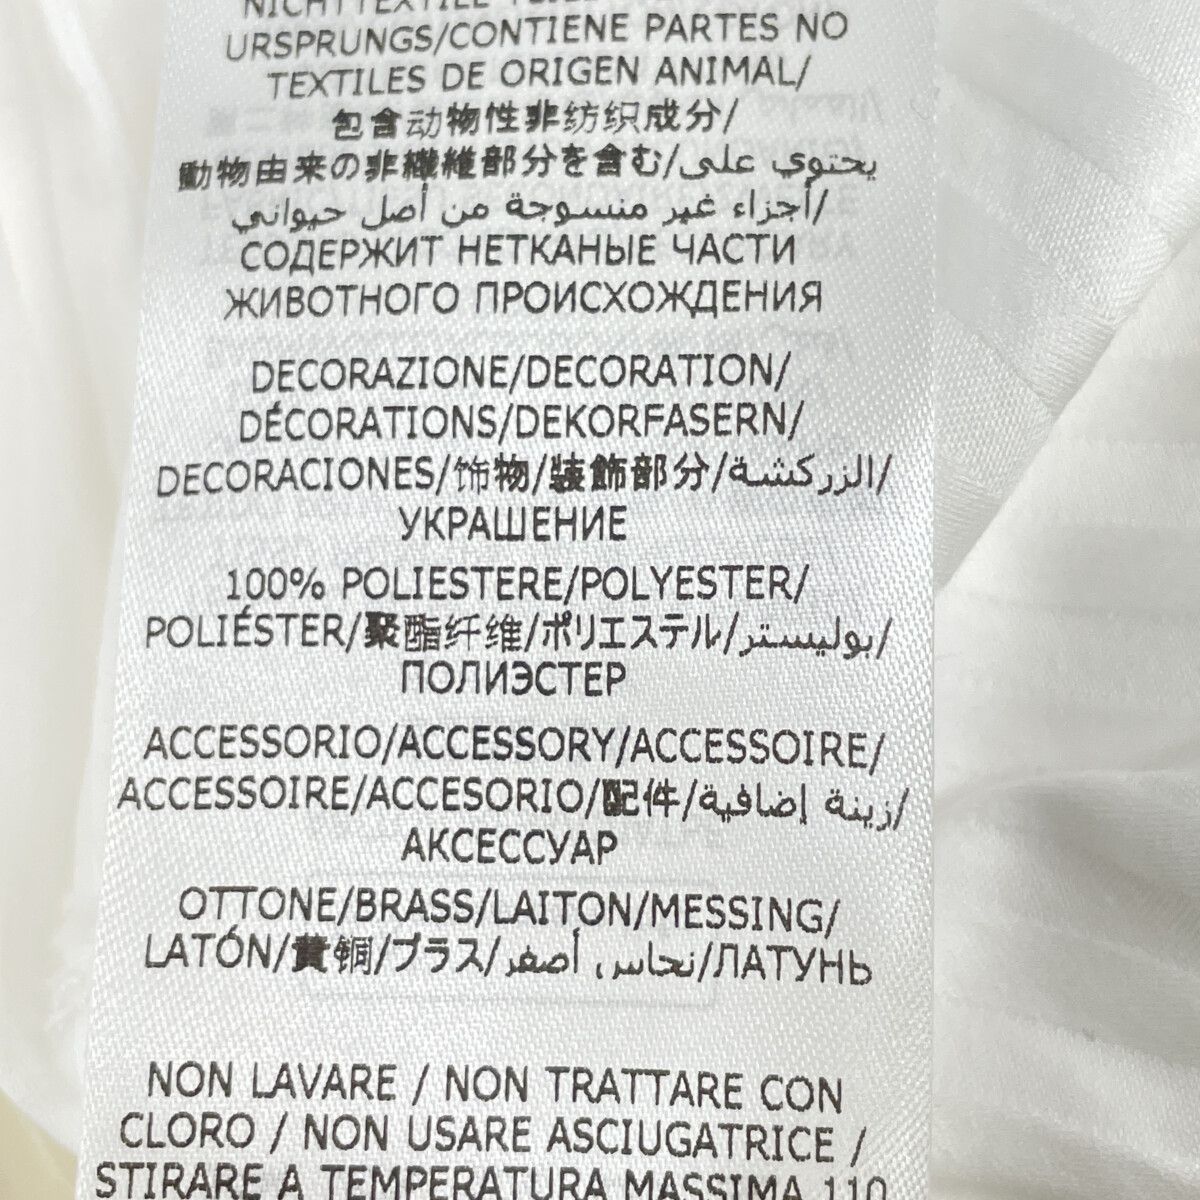 NICHTTEXTILE
URSPRUNGS/CONTIENE PARTES NO
TEXTILES DE ORIGEN ANIMAL/
包含动物性非纺织成分/
動物由来の非繊維部分を含む/يحتوي على
أجزاء غير منسوجة من أصل حيواني/
СОДЕРЖИТ НЕТКАНЫЕ ЧАСТИ
ЖИВОТНОГО ПРОИСХОЖДЕНИЯ
DECORAZIONE/DECORATION/
DÉCORATIONS/DEKORFASERN/
DECORACIONES/饰物/装飾部分/الزركشة/
УКРАШЕНИЕ
100% POLIESTERE/POLYESTER/
POLIÉSTER/聚酯纤维/ポリエステル/بوليستر/
ПОЛИЭСТЕР
ACCESSORIO/ACCESSORY/ACCESSOIRE/
ACCESSOIRE/ACCESORIO/配件/زينة إضافية/
АКСЕССУАР
OTTONE/BRASS/LAITON/MESSING/
LATÓN/黄铜/ブラス/نحاس أصفر/ЛАТУНЬ
NON LAVARE / NON TRATTARE CON
CLORO / NON USARE ASCIUGATRICE /
STIRARE A TEMPERATURA MASSIMA 110